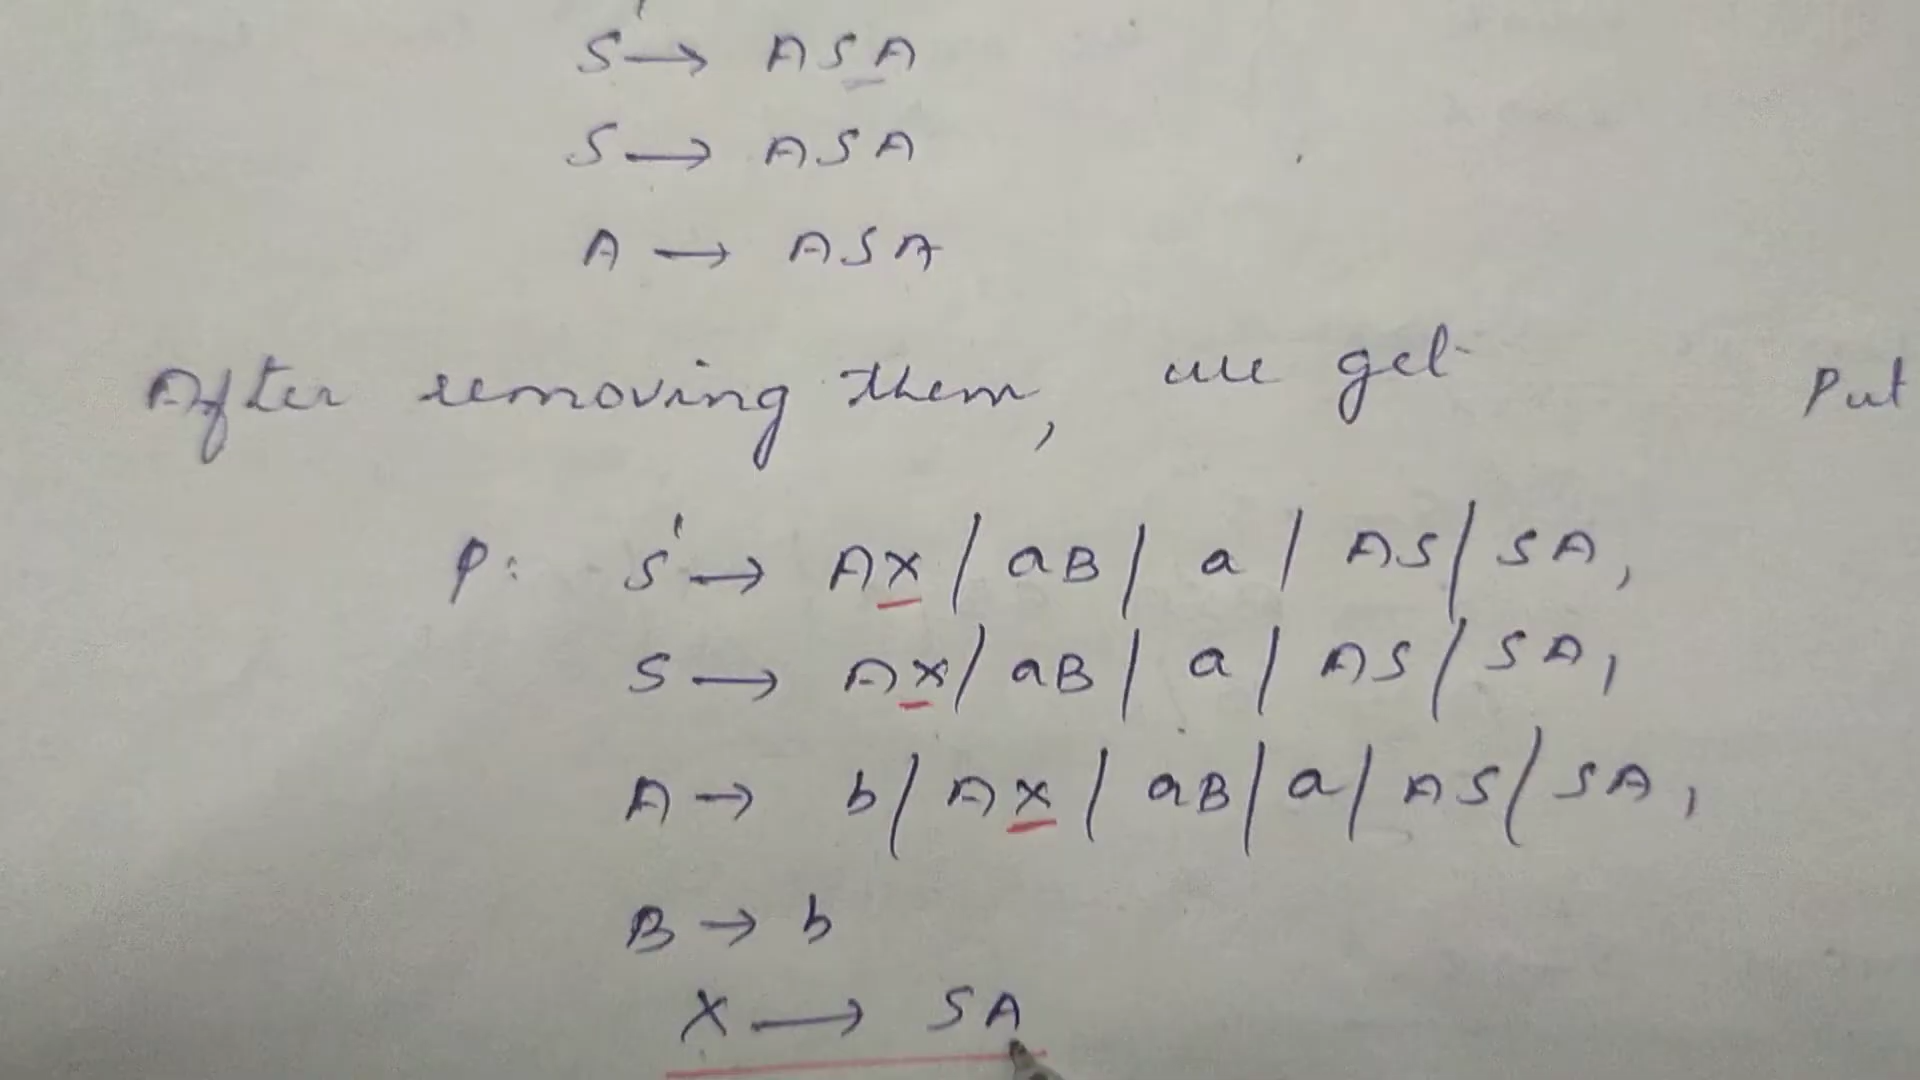 S' → ASA
S → ASA
A → ASA
After removing them, we get
Put
P: S' → AX / aB / a / AS / SA,
S → AX / aB / a / AS / SA,
A → b / AX / aB / a / AS / SA,
B → b
X → SA